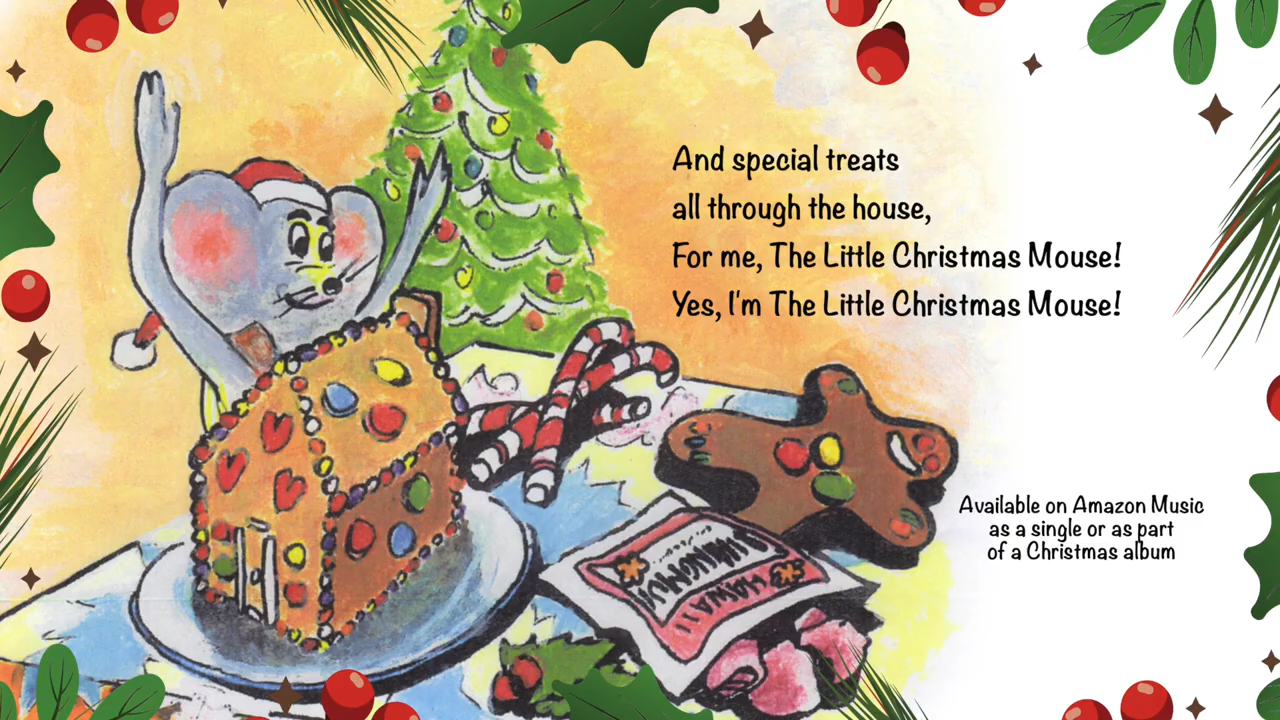 And special treats
all through the house,
For me, The Little Christmas Mouse!
Yes, I'm The Little Christmas Mouse!
Available on Amazon Music
as a single or as part
of a Christmas album
HAWAII